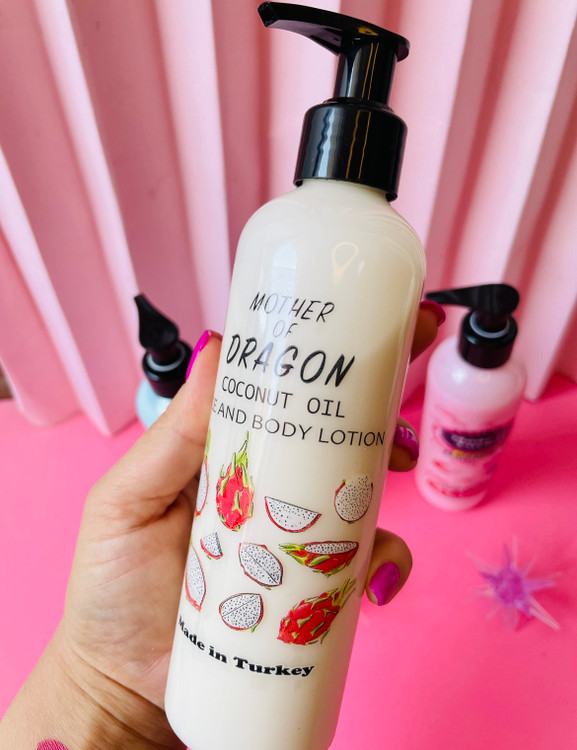 MOTHER
OF
DRAGON
COCONUT OIL
E AND BODY LOTION
Made in Turkey